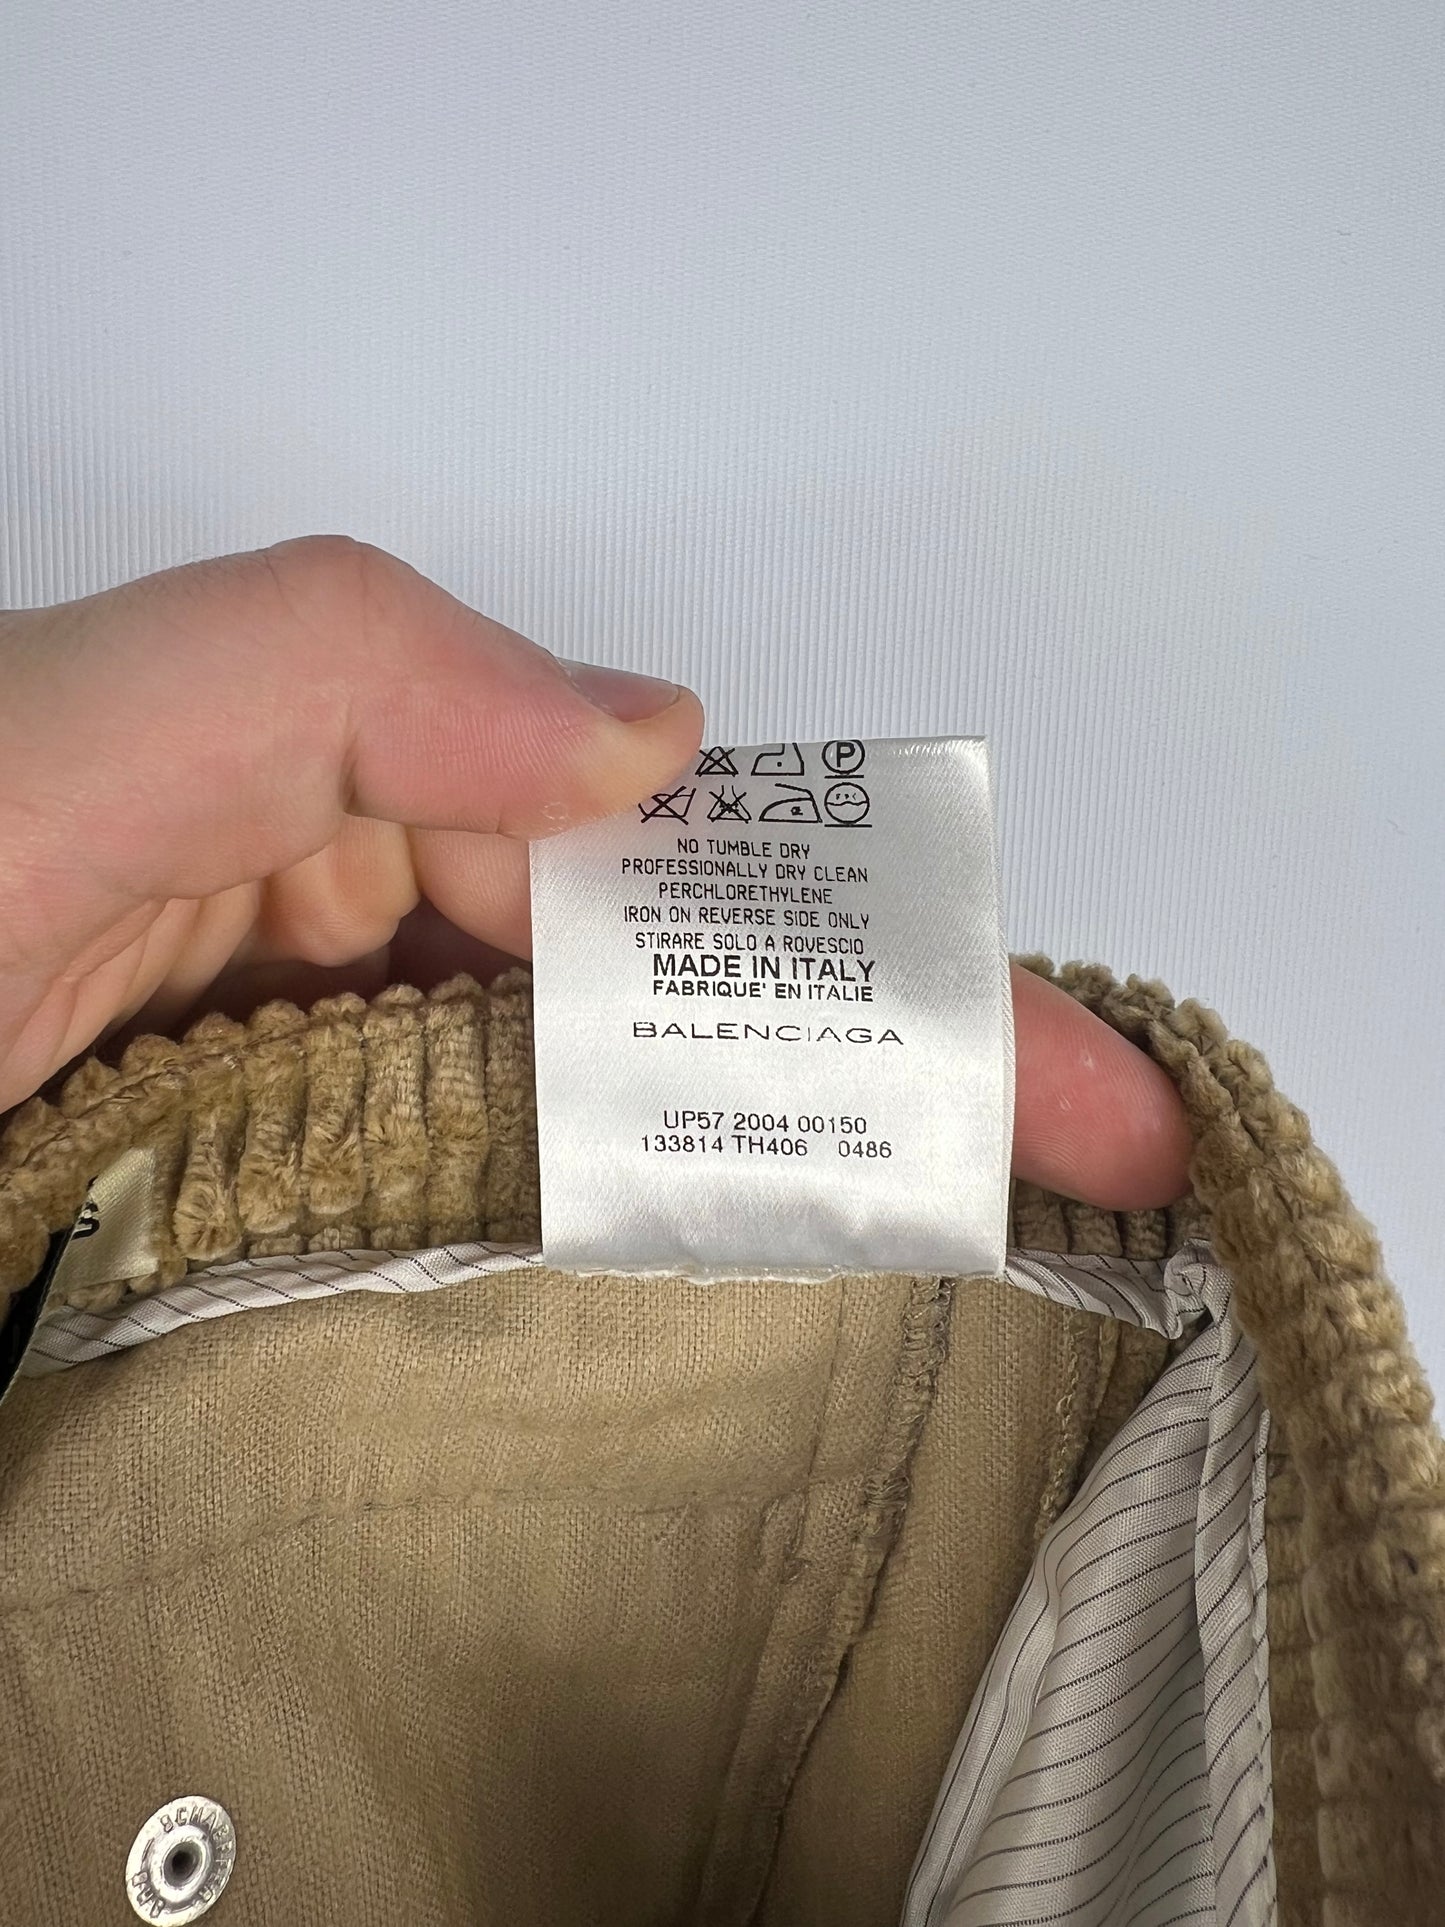 P
NO TUMBLE DRY
PROFESSIONALLY DRY CLEAN
PERCHLORETHYLENE
IRON ON REVERSE SIDE ONLY
STIRARE SOLO A ROVESCIO
MADE IN ITALY
FABRIQUE' EN ITALIE
BALENCIAGA
UP57 2004 00150
133814 TH406 0486